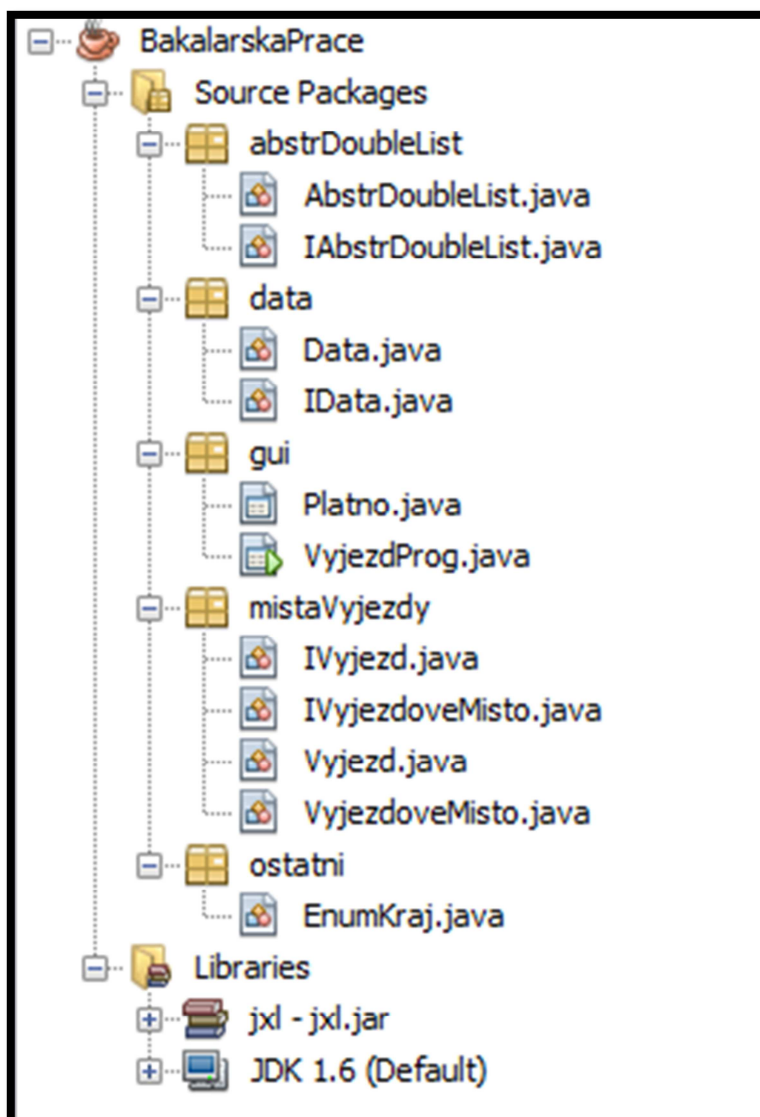 BakalarskaPrace
Source Packages
abstrDoubleList
AbstrDoubleList.java
IAbstrDoubleList.java
data
Data.java
IData.java
gui
Platno.java
VyjezdProg.java
mistaVyjezdy
IVyjezd.java
IVyjezdoveMisto.java
Vyjezd.java
VyjezdoveMisto.java
ostatni
EnumKraj.java
Libraries
jxl - jxl.jar
JDK 1.6 (Default)